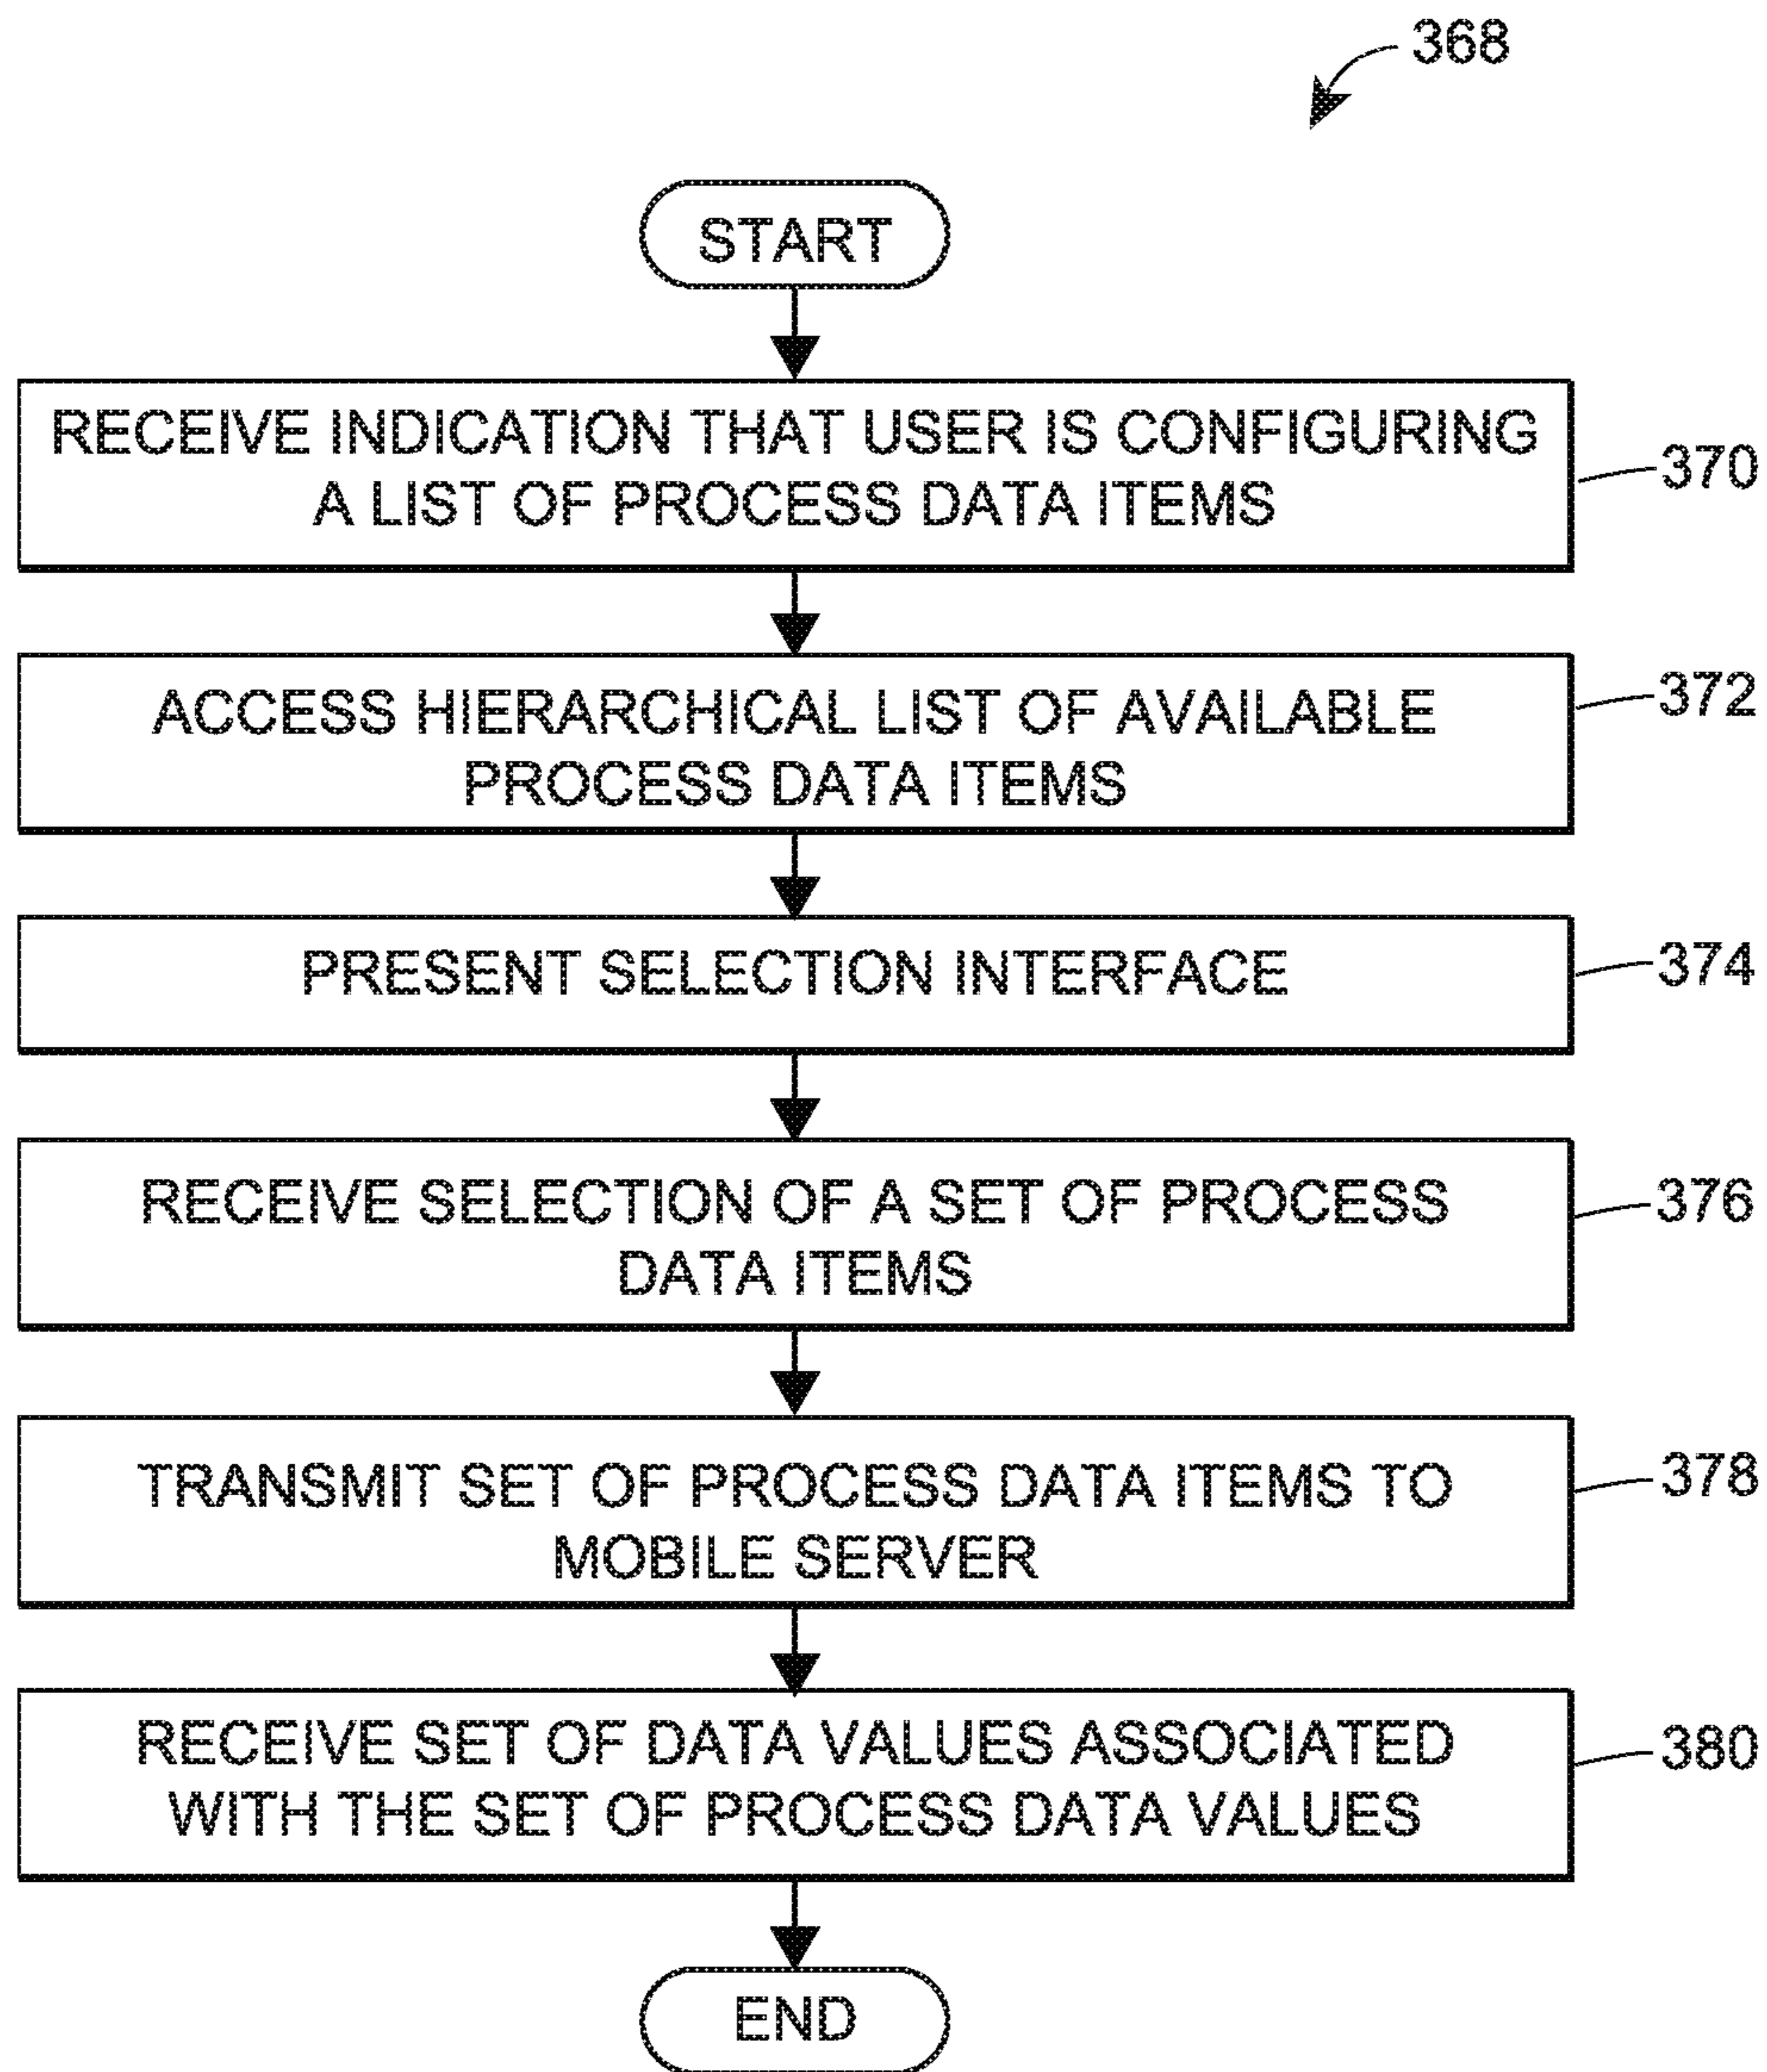 368
START
RECEIVE INDICATION THAT USER IS CONFIGURING
A LIST OF PROCESS DATA ITEMS
370
ACCESS HIERARCHICAL LIST OF AVAILABLE
PROCESS DATA ITEMS
372
PRESENT SELECTION INTERFACE
374
RECEIVE SELECTION OF A SET OF PROCESS
DATA ITEMS
376
TRANSMIT SET OF PROCESS DATA ITEMS TO
MOBILE SERVER
378
RECEIVE SET OF DATA VALUES ASSOCIATED
WITH THE SET OF PROCESS DATA VALUES
380
END